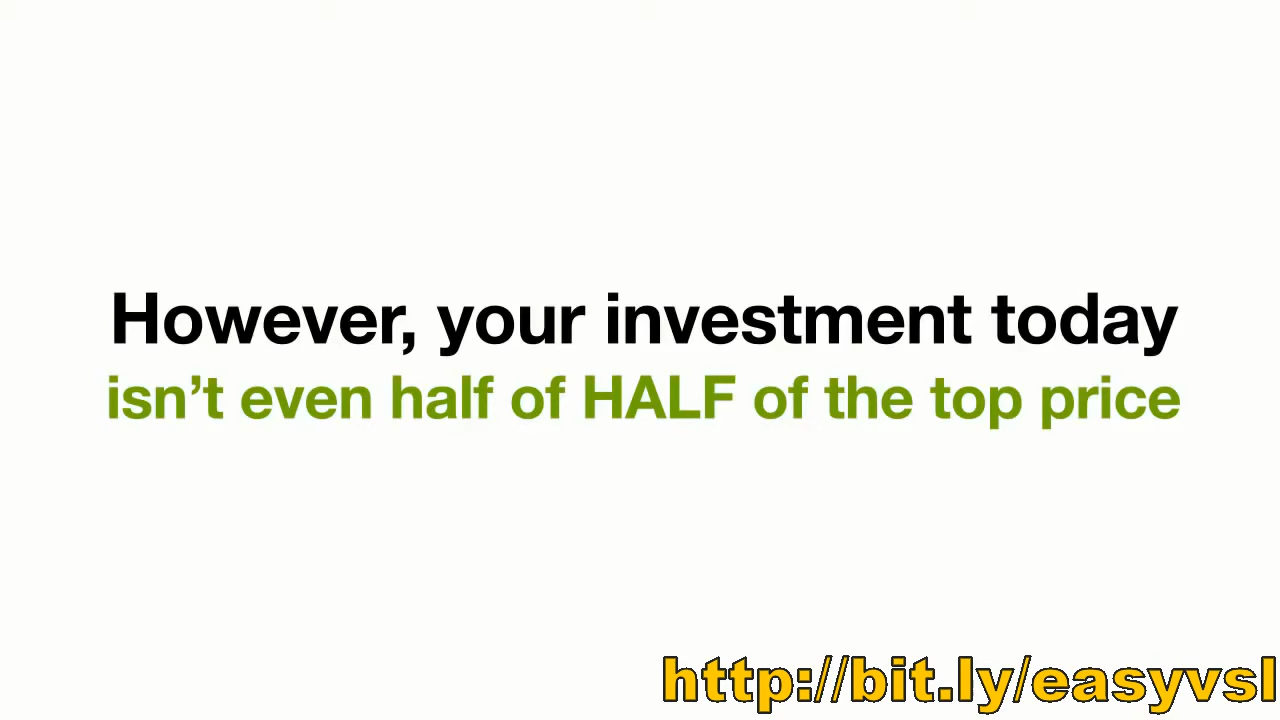 However, your investment today
isn’t even half of HALF of the top price
http://bit.ly/easyvsl